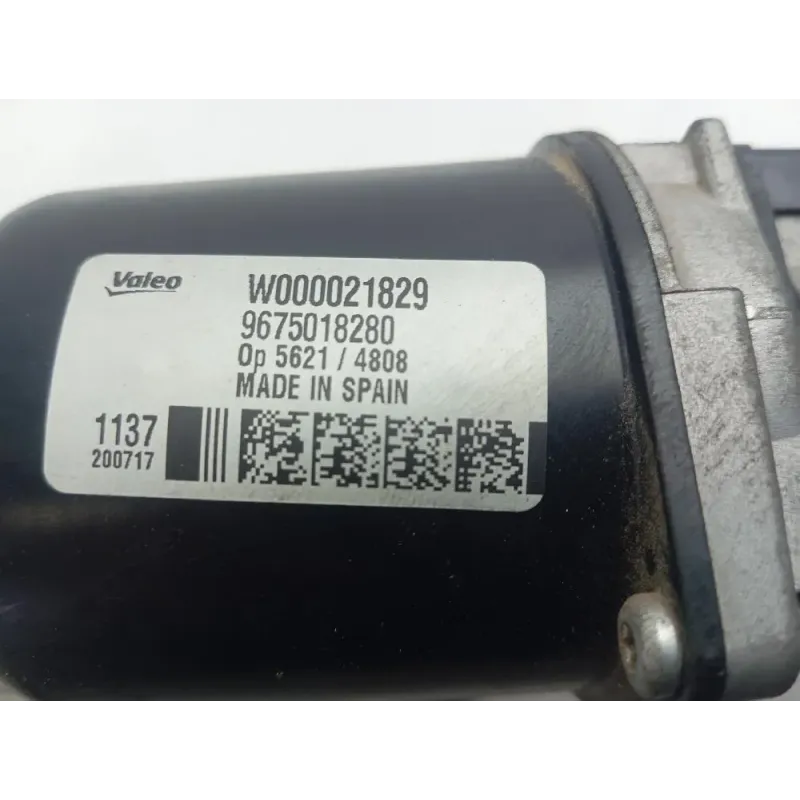 Valeo
W000021829
9675018280
Op 5621 / 4808
MADE IN SPAIN
1137
200717